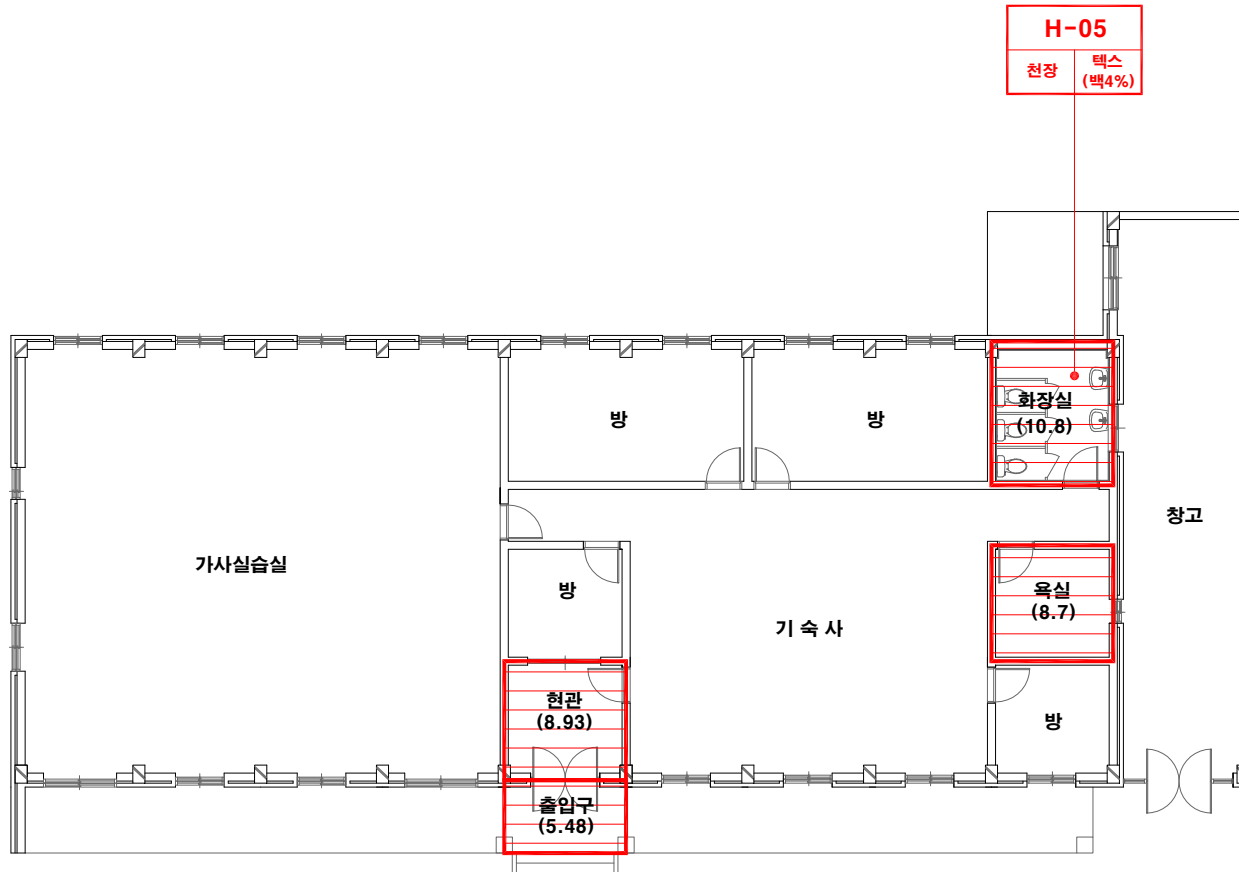 H-05
천장
텍스
(백4%)
방
방
화장실
(10.8)
창고
가사실습실
방
욕실
(8.7)
기 숙 사
현관
(8.93)
방
출입구
(5.48)